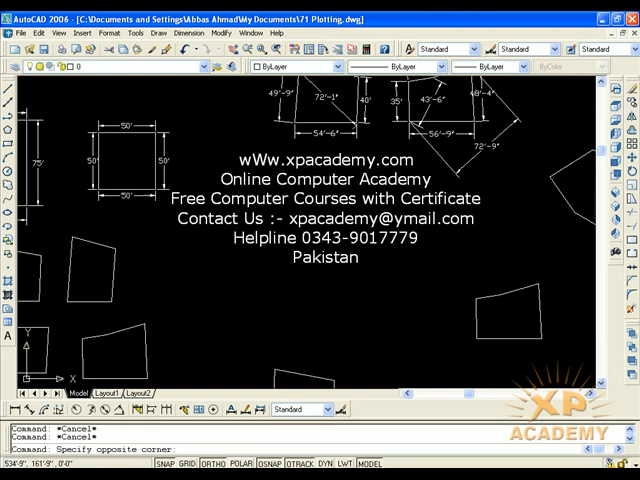 AutoCAD 2006 - [C:\Documents and Settings\Abbas Ahmad\My Documents\71 Plotting.dwg]
File Edit View Insert Format Tools Draw Dimension Modify Window Help
Standard Standard Standard
0 ByLayer ByLayer ByLayer ByColor
49'-9" 72'-1" 40' 35' 43'-6" 48'-4"
54'-6" 56'-9"
72'-9"
50'
75' 50' 50'
50'
wWw.xpacademy.com
Online Computer Academy
Free Computer Courses with Certificate
Contact Us :- xpacademy@ymail.com
Helpline 0343-9017779
Pakistan
Y
X
Model Layout1 Layout2
Standard
XP
ACADEMY
Command: *Cancel*
Command: *Cancel*
Command: Specify opposite corner:
534'-9", 161'-9", 0'-0" SNAP GRID ORTHO POLAR OSNAP OTRACK DYN LWT MODEL